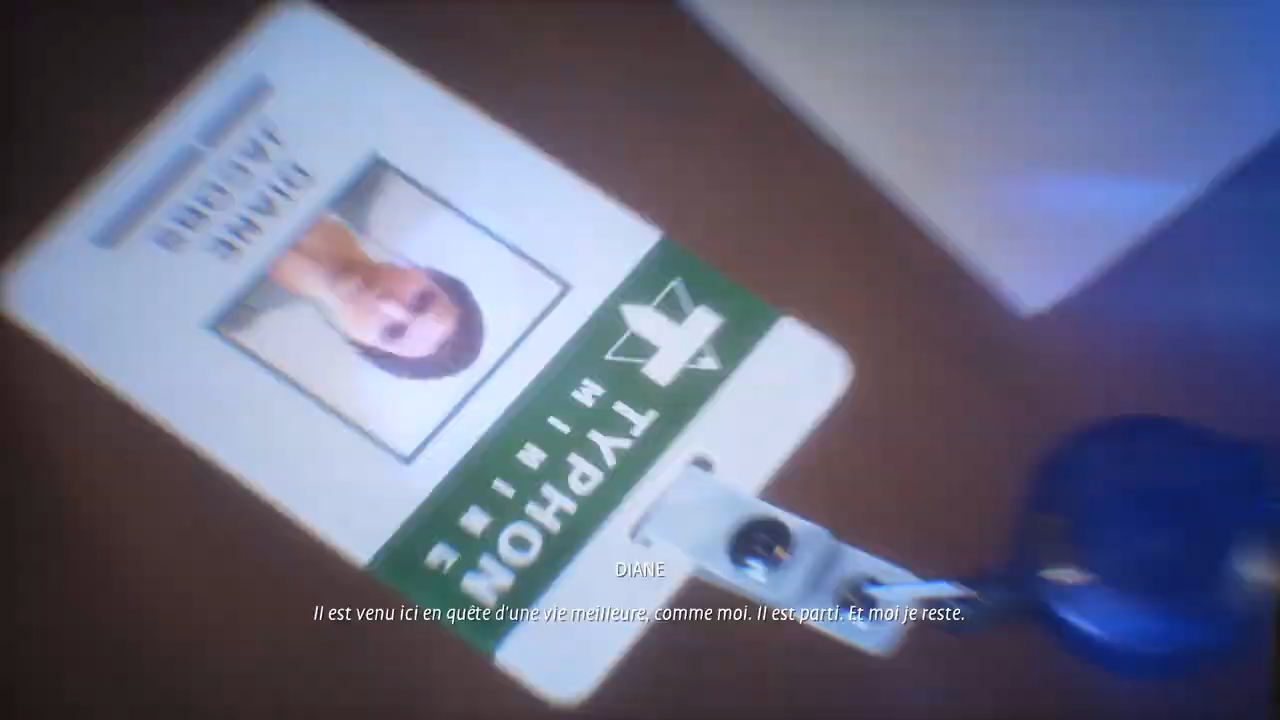 TYPHON
MINING
DIANE
JACOBS
DIANE
Il est venu ici en quête d'une vie meilleure, comme moi. Il est parti. Et moi je reste.